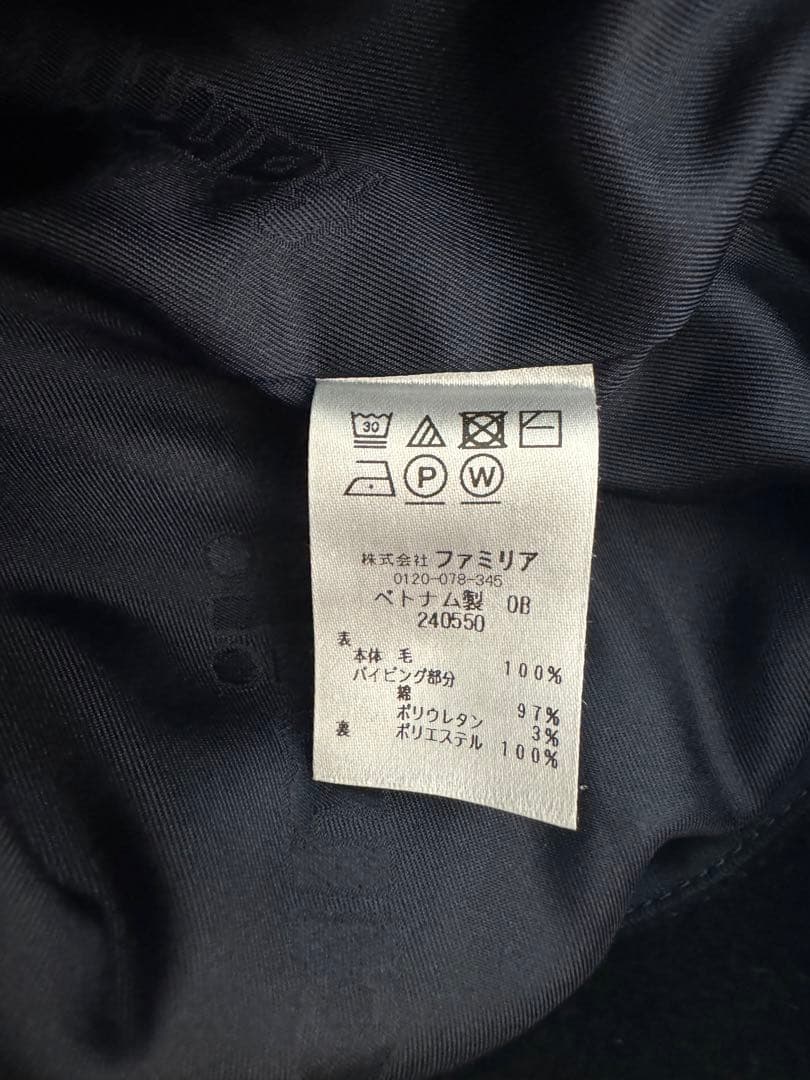 30
P W
株式会社 ファミリア
0120-078-345
ベトナム製 OB
240550
表
本体 毛 100%
パイピング部分
綿 97%
ポリウレタン 3%
裏 ポリエステル 100%